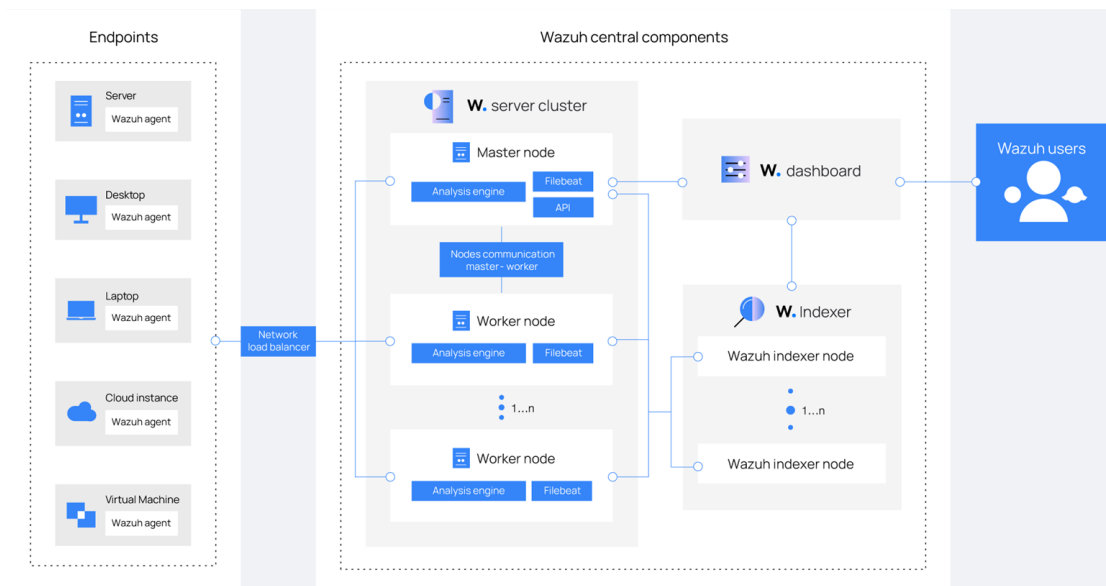 Endpoints
Server
Wazuh agent
Desktop
Wazuh agent
Laptop
Wazuh agent
Cloud instance
Wazuh agent
Virtual Machine
Wazuh agent
Network
load balancer
Wazuh central components
W. server cluster
Master node
Analysis engine
Filebeat
API
Nodes communication
master - worker
Worker node
Analysis engine
Filebeat
1...n
Worker node
Analysis engine
Filebeat
W. dashboard
W. Indexer
Wazuh indexer node
1...n
Wazuh indexer node
Wazuh users